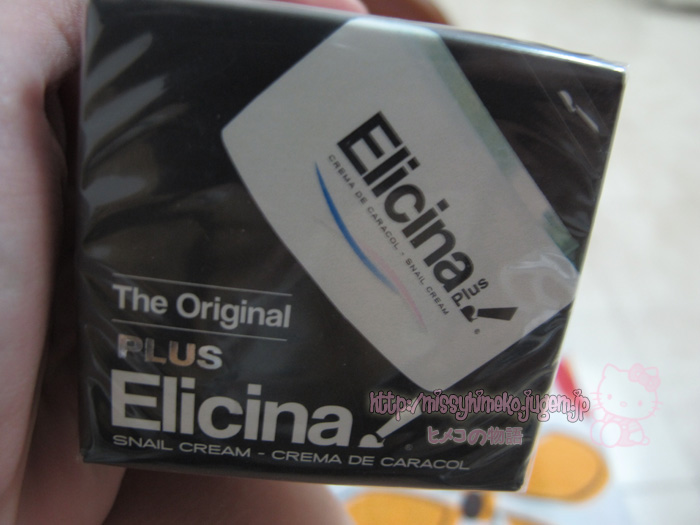 Elicina
Plus
CREMA DE CARACOL - SNAIL CREAM
The Original
PLUS
Elicina
SNAIL CREAM - CREMA DE CARACOL
http://missyhimeko.jugem.jp
ヒメコの物語